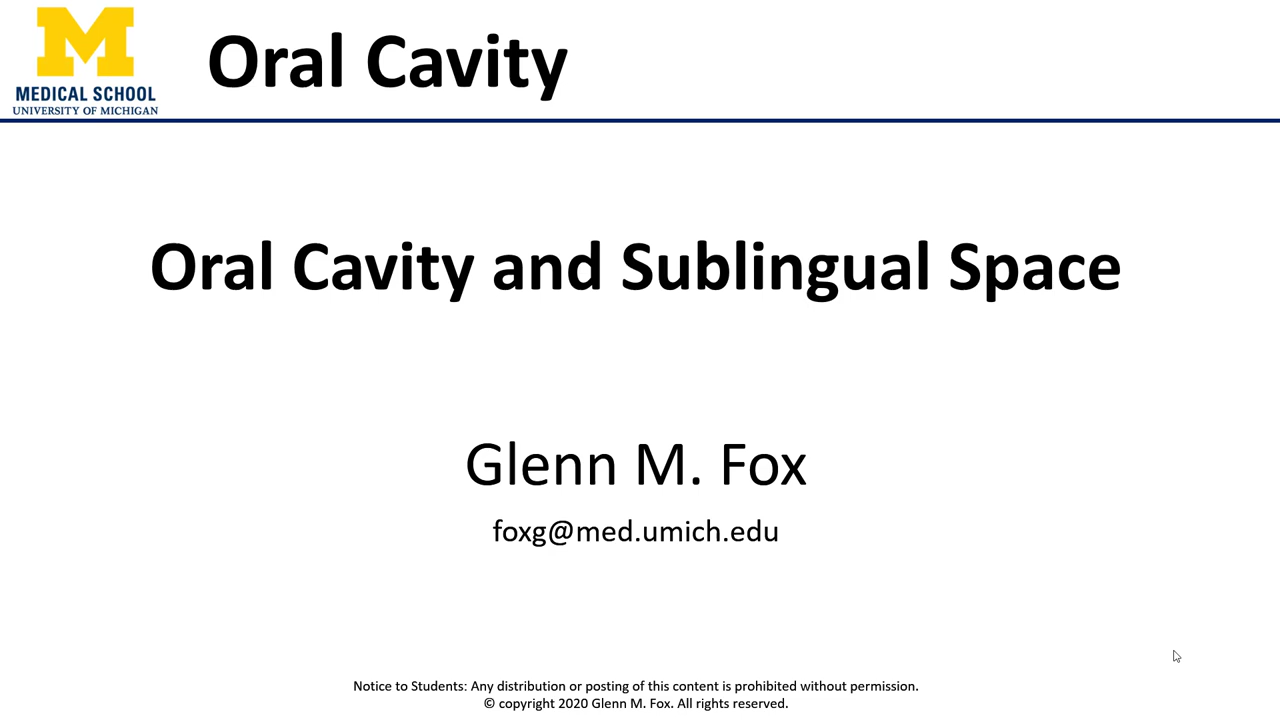 M
MEDICAL SCHOOL
UNIVERSITY OF MICHIGAN
Oral Cavity
Oral Cavity and Sublingual Space
Glenn M. Fox
foxg@med.umich.edu
Notice to Students: Any distribution or posting of this content is prohibited without permission.
© copyright 2020 Glenn M. Fox. All rights reserved.